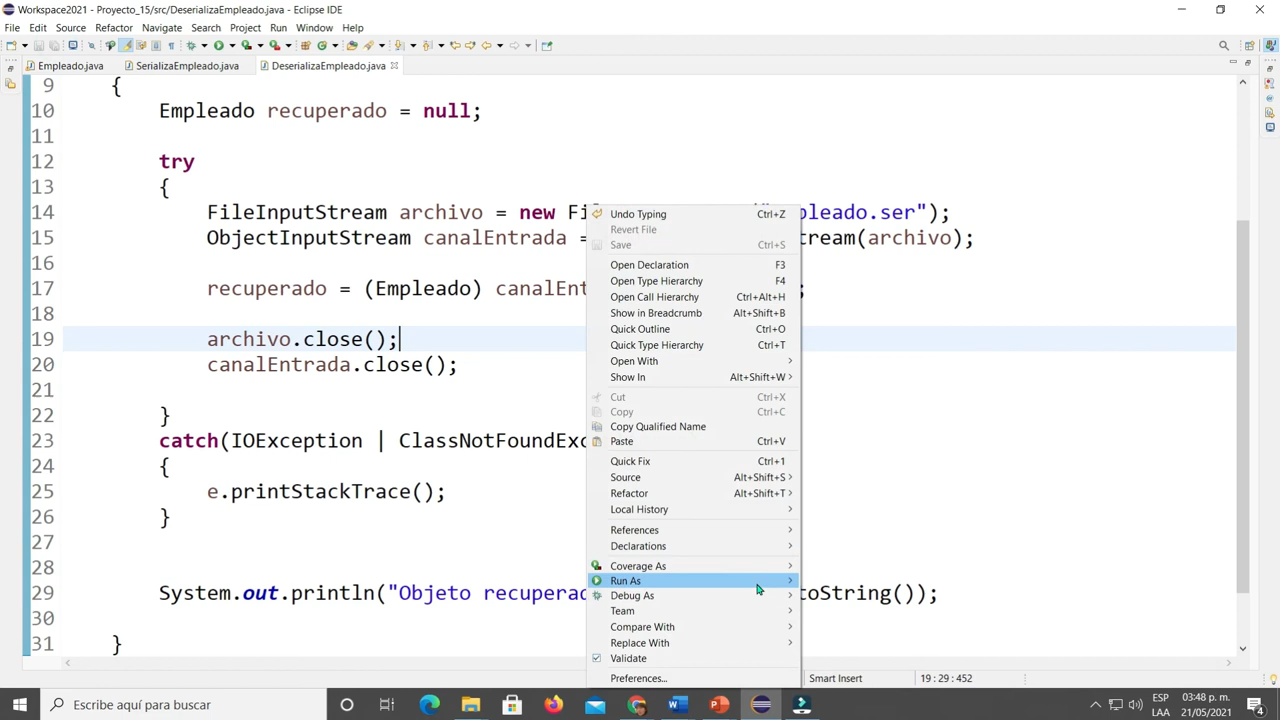 Workspace2021 - Proyecto_15/src/DeserializaEmpleado.java - Eclipse IDE
File Edit Source Refactor Navigate Search Project Run Window Help
Empleado.java SerializaEmpleado.java DeserializaEmpleado.java
9 {
10 Empleado recuperado = null;
11
12 try
13 {
14 FileInputStream archivo = new Fi pleado.ser");
15 ObjectInputStream canalEntrada = tream(archivo);
16
17 recuperado = (Empleado) canalEnt ;
18
19 archivo.close();
20 canalEntrada.close();
21
22 }
23 catch(IOException | ClassNotFoundExc
24 {
25 e.printStackTrace();
26 }
27
28
29 System.out.println("Objeto recuperad toString());
30
31 }
Undo Typing Ctrl+Z
Revert File
Save Ctrl+S
Open Declaration F3
Open Type Hierarchy F4
Open Call Hierarchy Ctrl+Alt+H
Show in Breadcrumb Alt+Shift+B
Quick Outline Ctrl+O
Quick Type Hierarchy Ctrl+T
Open With
Show In Alt+Shift+W
Cut Ctrl+X
Copy Ctrl+C
Copy Qualified Name
Paste Ctrl+V
Quick Fix Ctrl+1
Source Alt+Shift+S
Refactor Alt+Shift+T
Local History
References
Declarations
Coverage As
Run As
Debug As
Team
Compare With
Replace With
Validate
Preferences...
Smart Insert 19 : 29 : 452
Escribe aquí para buscar
ESP 03:48 p. m.
LAA 21/05/2021
4